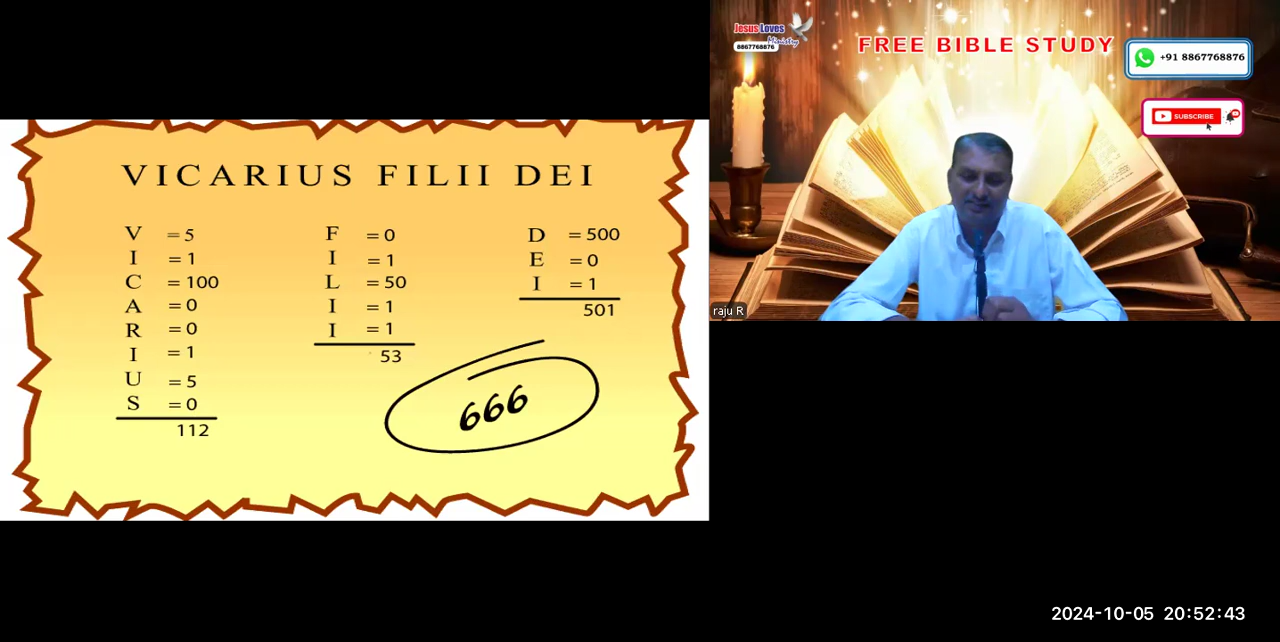 VICARIUS FILII DEI
V = 5
I = 1
C = 100
A = 0
R = 0
I = 1
U = 5
S = 0
112
F = 0
I = 1
L = 50
I = 1
I = 1
53
D = 500
E = 0
I = 1
501
666
Jesus Loves
Ministry
8867768876
FREE BIBLE STUDY
+91 8867768876
SUBSCRIBE
raju R
2024-10-05 20:52:43